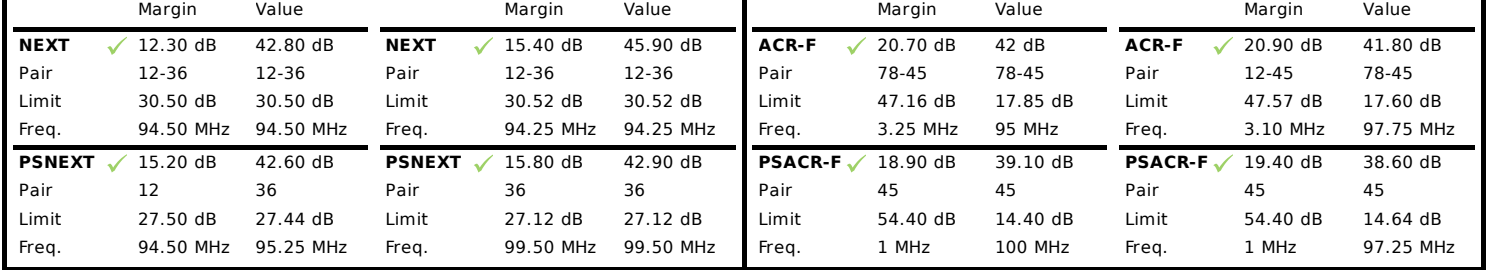 Margin Value Margin Value Margin Value Margin Value
NEXT ✓ 12.30 dB 42.80 dB NEXT ✓ 15.40 dB 45.90 dB ACR-F ✓ 20.70 dB 42 dB ACR-F ✓ 20.90 dB 41.80 dB
Pair 12-36 12-36 Pair 12-36 12-36 Pair 78-45 78-45 Pair 12-45 78-45
Limit 30.50 dB 30.50 dB Limit 30.52 dB 30.52 dB Limit 47.16 dB 17.85 dB Limit 47.57 dB 17.60 dB
Freq. 94.50 MHz 94.50 MHz Freq. 94.25 MHz 94.25 MHz Freq. 3.25 MHz 95 MHz Freq. 3.10 MHz 97.75 MHz
PSNEXT ✓ 15.20 dB 42.60 dB PSNEXT ✓ 15.80 dB 42.90 dB PSACR-F ✓ 18.90 dB 39.10 dB PSACR-F ✓ 19.40 dB 38.60 dB
Pair 12 36 Pair 36 36 Pair 45 45 Pair 45 45
Limit 27.50 dB 27.44 dB Limit 27.12 dB 27.12 dB Limit 54.40 dB 14.40 dB Limit 54.40 dB 14.64 dB
Freq. 94.50 MHz 95.25 MHz Freq. 99.50 MHz 99.50 MHz Freq. 1 MHz 100 MHz Freq. 1 MHz 97.25 MHz